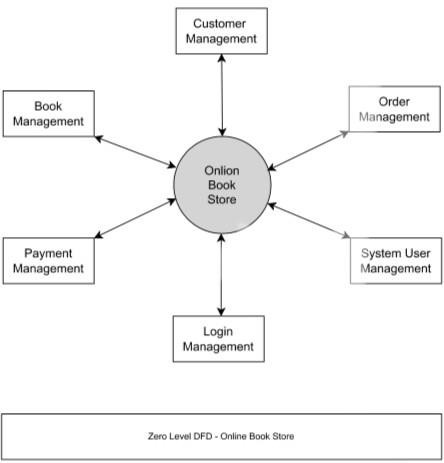 Customer
Management
Book
Management
Order
Management
Onlion
Book
Store
Payment
Management
System User
Management
Login
Management
Zero Level DFD - Online Book Store